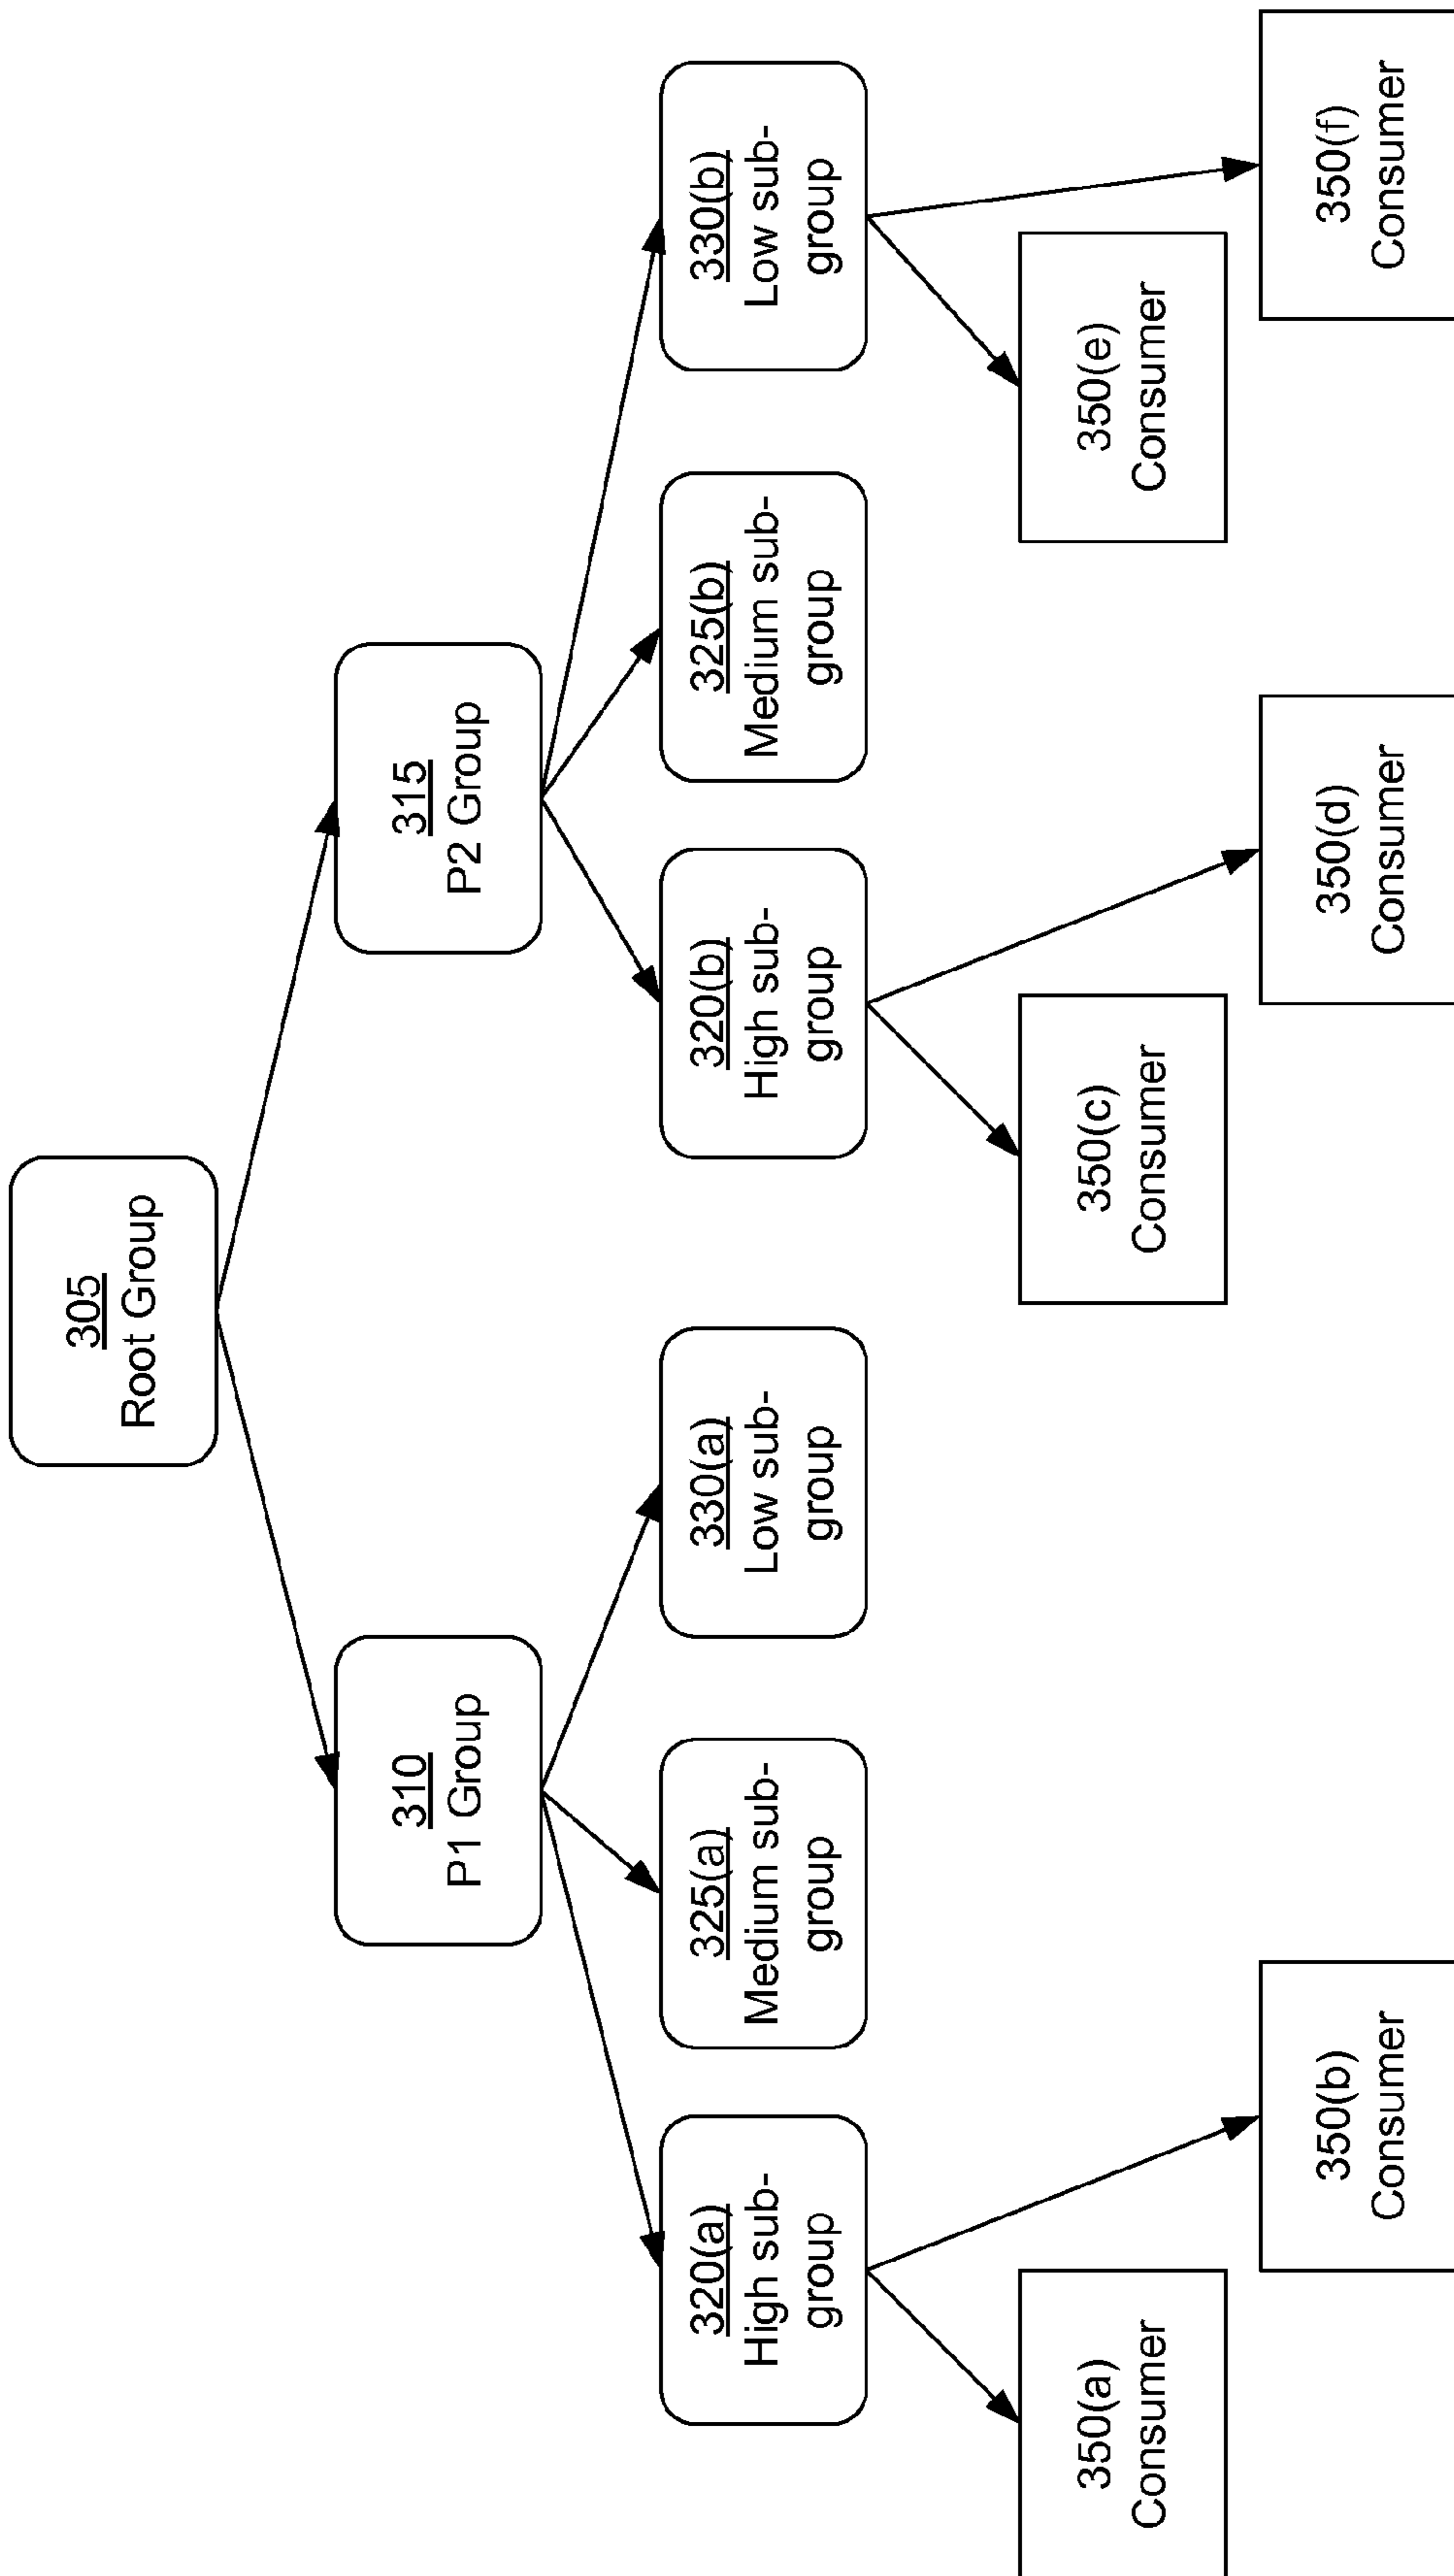 305
Root Group
310
P1 Group
315
P2 Group
320(a)
High sub-
group
325(a)
Medium sub-
group
330(a)
Low sub-
group
320(b)
High sub-
group
325(b)
Medium sub-
group
330(b)
Low sub-
group
350(a)
Consumer
350(c)
Consumer
350(e)
Consumer
350(b)
Consumer
350(d)
Consumer
350(f)
Consumer